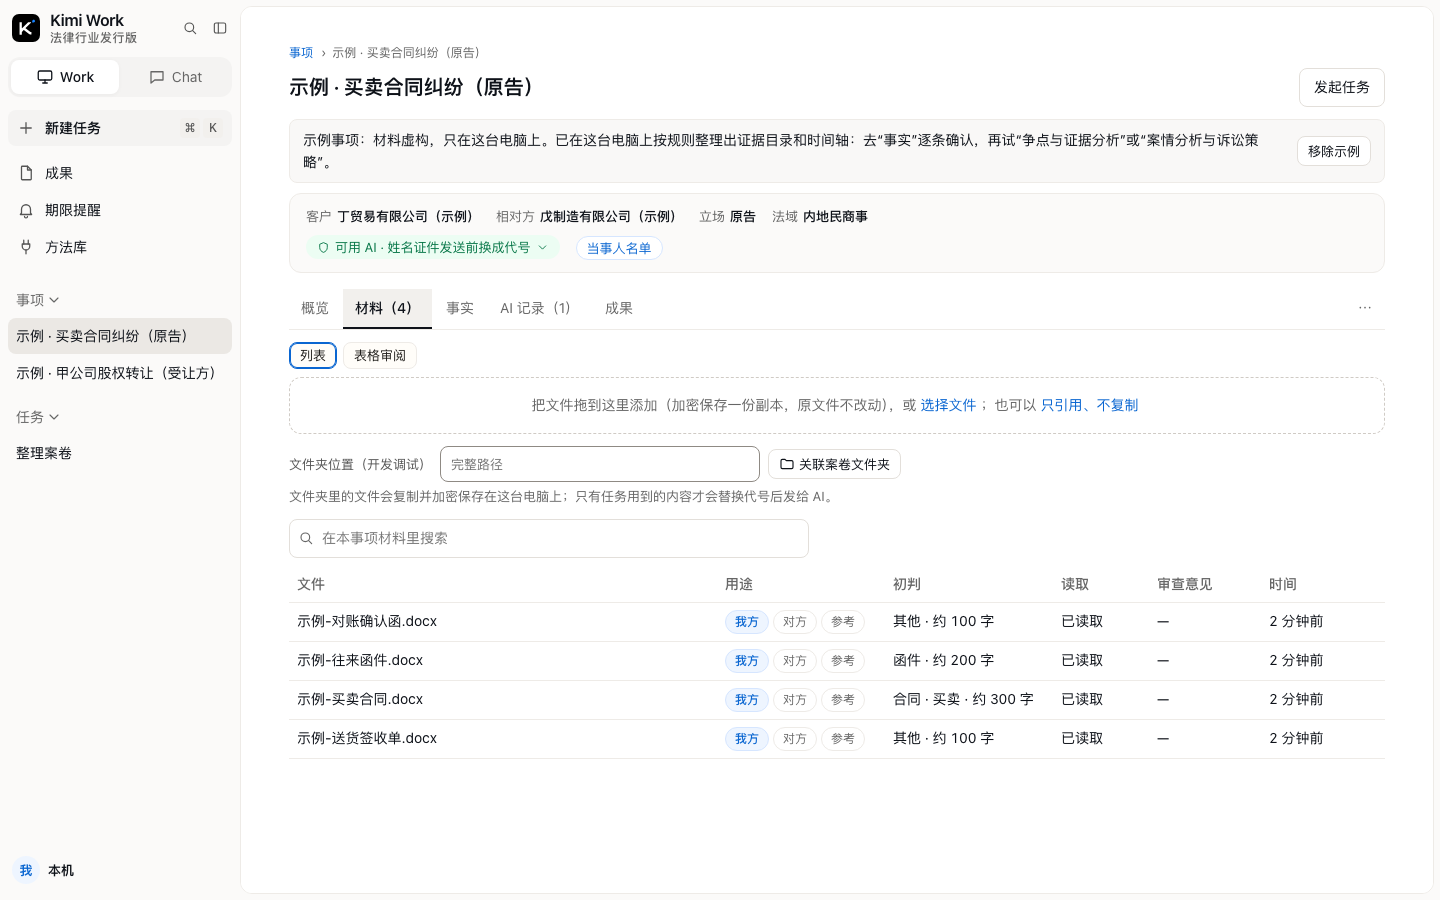 Kimi Work
法律行业发行版
Work
Chat
新建任务
⌘ K
成果
期限提醒
方法库
事项
示例 · 买卖合同纠纷（原告）
示例 · 甲公司股权转让（受让方）
任务
整理案卷
我 本机
事项 › 示例 · 买卖合同纠纷（原告）
示例 · 买卖合同纠纷（原告）
发起任务
示例事项：材料虚构，只在这台电脑上。已在这台电脑上按规则整理出证据目录和时间轴：去“事实”逐条确认，再试“争点与证据分析”或“案情分析与诉讼策
略”。
移除示例
客户 丁贸易有限公司（示例） 相对方 戊制造有限公司（示例） 立场 原告 法域 内地民商事
可用 AI · 姓名证件发送前换成代号
当事人名单
概览 材料（4） 事实 AI 记录（1） 成果 ···
列表 表格审阅
把文件拖到这里添加（加密保存一份副本，原文件不改动），或 选择文件 ；也可以 只引用、不复制
文件夹位置（开发调试） 完整路径 关联案卷文件夹
文件夹里的文件会复制并加密保存在这台电脑上；只有任务用到的内容才会替换代号后发给 AI。
在本事项材料里搜索
文件 用途 初判 读取 审查意见 时间
示例-对账确认函.docx 我方 对方 参考 其他 · 约 100 字 已读取 — 2 分钟前
示例-往来函件.docx 我方 对方 参考 函件 · 约 200 字 已读取 — 2 分钟前
示例-买卖合同.docx 我方 对方 参考 合同 · 买卖 · 约 300 字 已读取 — 2 分钟前
示例-送货签收单.docx 我方 对方 参考 其他 · 约 100 字 已读取 — 2 分钟前